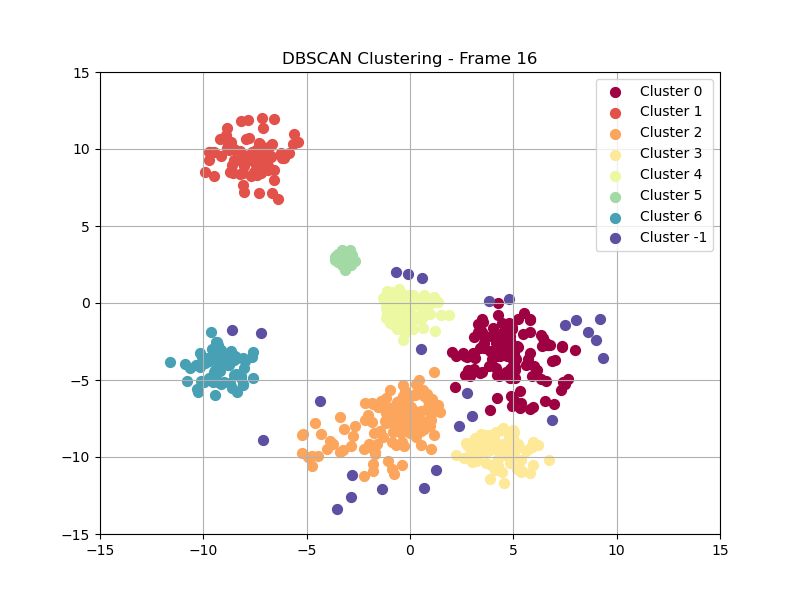 DBSCAN Clustering - Frame 16
15
10
5
0
−5
−10
−15
−15
−10
−5
0
5
10
15
Cluster 0
Cluster 1
Cluster 2
Cluster 3
Cluster 4
Cluster 5
Cluster 6
Cluster -1